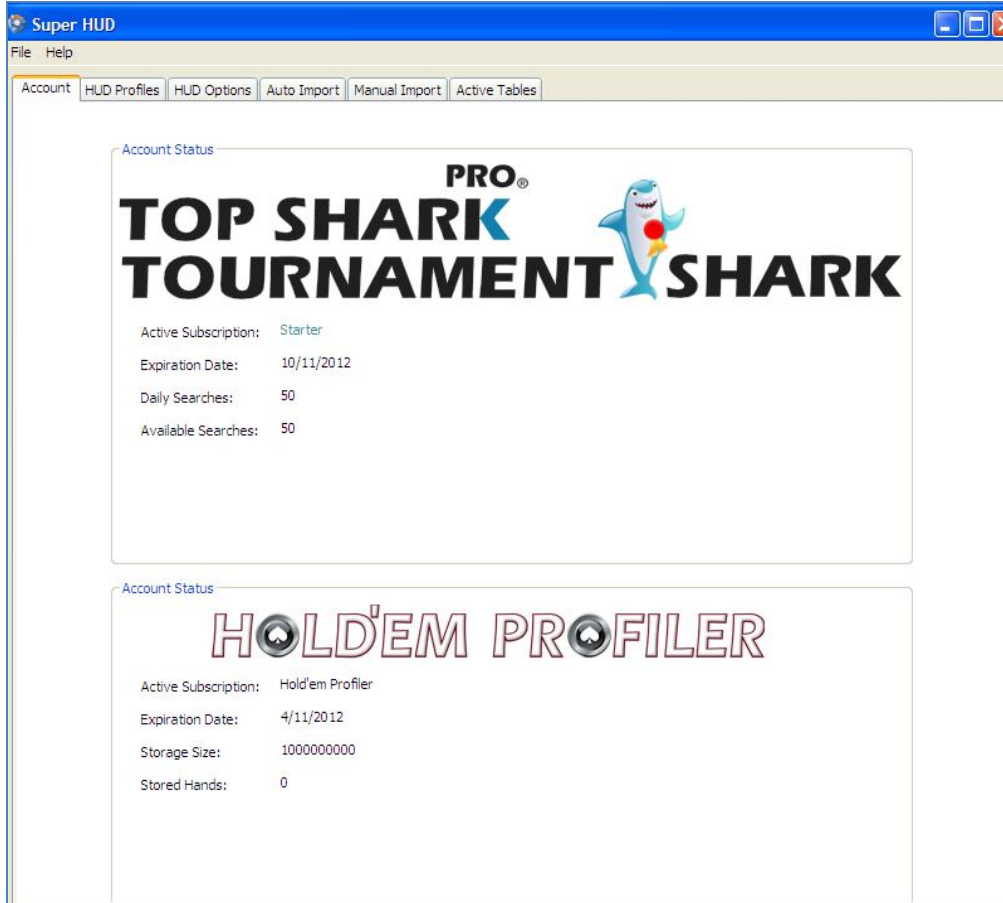 Super HUD
File Help
Account HUD Profiles HUD Options Auto Import Manual Import Active Tables
Account Status
PRO®
TOP SHARK
TOURNAMENT SHARK
Active Subscription: Starter
Expiration Date: 10/11/2012
Daily Searches: 50
Available Searches: 50
Account Status
HOLD'EM PROFILER
Active Subscription: Hold'em Profiler
Expiration Date: 4/11/2012
Storage Size: 1000000000
Stored Hands: 0